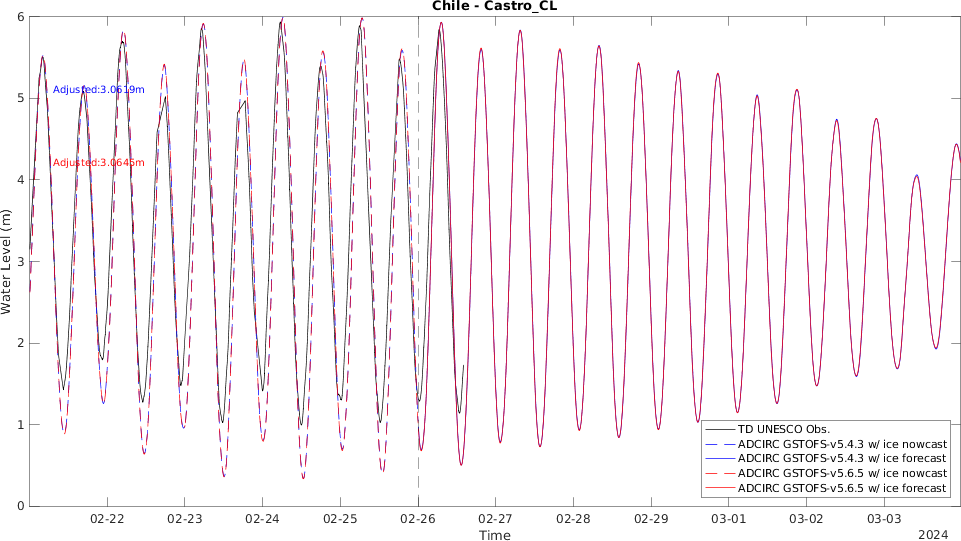 Chile - Castro_CL
6
5
4
3
2
1
0
Water Level (m)
Adjusted:3.0619m
Adjusted:3.0645m
TD UNESCO Obs.
ADCIRC GSTOFS-v5.4.3 w/ ice nowcast
ADCIRC GSTOFS-v5.4.3 w/ ice forecast
ADCIRC GSTOFS-v5.6.5 w/ ice nowcast
ADCIRC GSTOFS-v5.6.5 w/ ice forecast
02-22 02-23 02-24 02-25 02-26 02-27 02-28 02-29 03-01 03-02 03-03
Time
2024